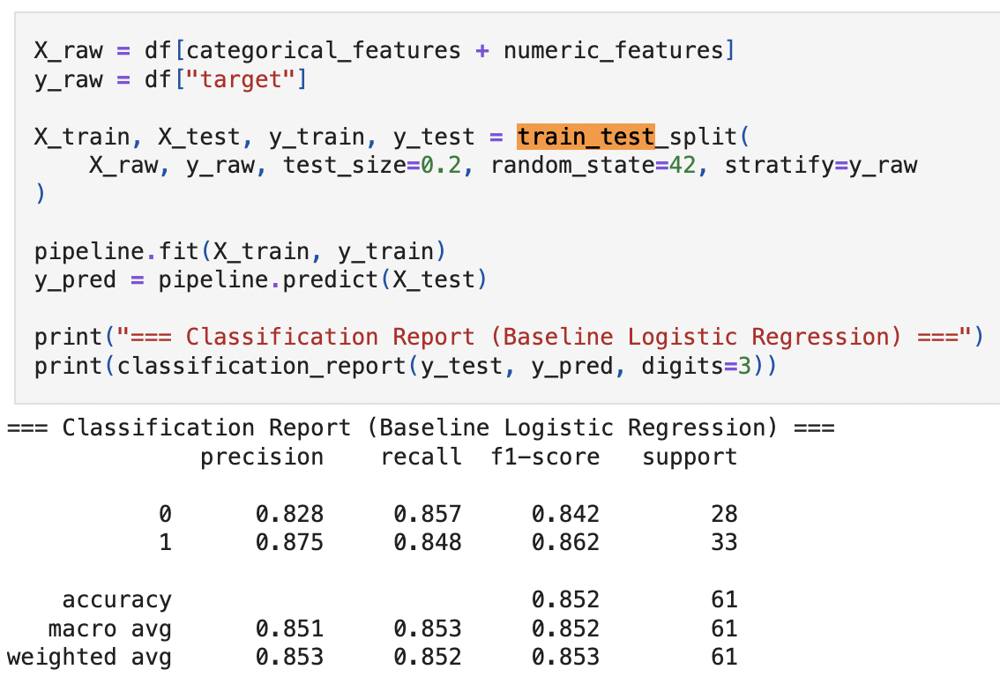 X_raw = df[categorical_features + numeric_features]
y_raw = df["target"]
X_train, X_test, y_train, y_test = train_test_split(
    X_raw, y_raw, test_size=0.2, random_state=42, stratify=y_raw
)
pipeline.fit(X_train, y_train)
y_pred = pipeline.predict(X_test)
print("=== Classification Report (Baseline Logistic Regression) ===")
print(classification_report(y_test, y_pred, digits=3))
=== Classification Report (Baseline Logistic Regression) ===
              precision    recall  f1-score   support
           0      0.828     0.857     0.842        28
           1      0.875     0.848     0.862        33
    accuracy                          0.852        61
   macro avg      0.851     0.853     0.852        61
weighted avg      0.853     0.852     0.853        61